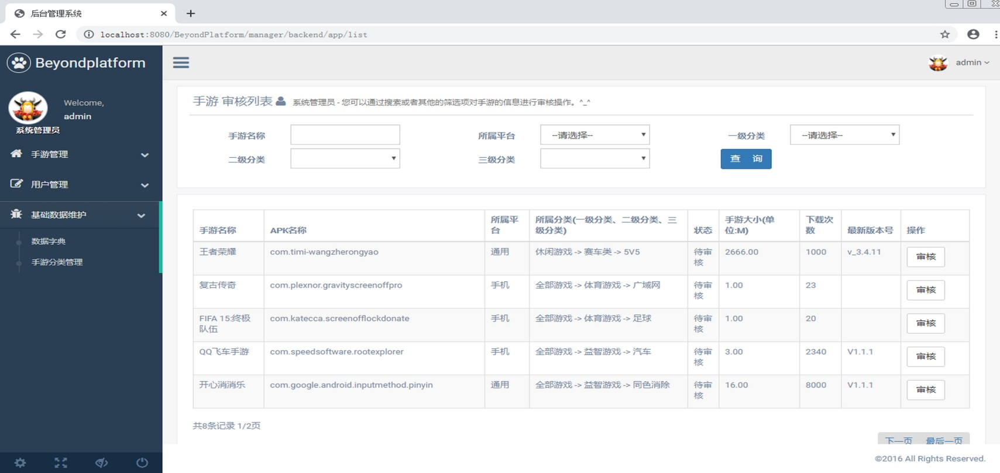 后台管理系统
localhost:8080/BeyondPlatform/manager/backend/app/list
Beyondplatform
admin
Welcome,
admin
系统管理员
手游管理
用户管理
基础数据维护
数据字典
手游分类管理
手游 审核列表 系统管理员 - 您可以通过搜索或者其他的筛选项对手游的信息进行审核操作。^_^
手游名称 所属平台 --请选择-- 一级分类 --请选择--
二级分类 三级分类 查 询
手游名称 APK名称 所属平台 所属分类(一级分类、二级分类、三级分类) 状态 手游大小(单位:M) 下载次数 最新版本号 操作
王者荣耀 com.timi-wangzherongyao 通用 休闲游戏 -> 赛车类 -> 5V5 待审核 2666.00 1000 v_3.4.11 审核
复古传奇 com.plexnor.gravityscreenoffpro 手机 全部游戏 -> 体育游戏 -> 广域网 待审核 1.00 23 审核
FIFA 15:终极队伍 com.katecca.screenofflockdonate 手机 全部游戏 -> 体育游戏 -> 足球 待审核 1.00 20 审核
QQ飞车手游 com.speedsoftware.rootexplorer 手机 全部游戏 -> 益智游戏 -> 汽车 待审核 3.00 2340 V1.1.1 审核
开心消消乐 com.google.android.inputmethod.pinyin 通用 全部游戏 -> 益智游戏 -> 同色消除 待审核 16.00 8000 V1.1.1 审核
共8条记录 1/2页
下一页 最后一页
©2016 All Rights Reserved.